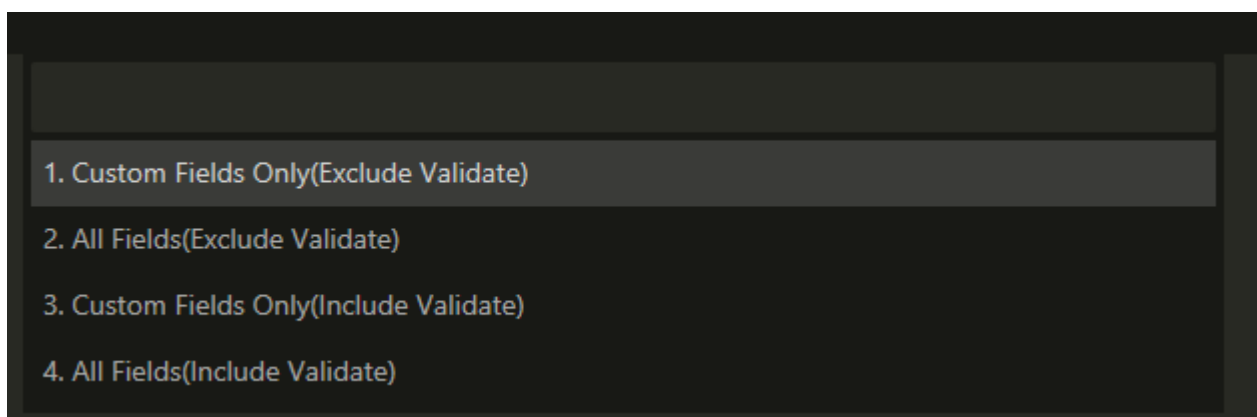 1. Custom Fields Only(Exclude Validate)
2. All Fields(Exclude Validate)
3. Custom Fields Only(Include Validate)
4. All Fields(Include Validate)